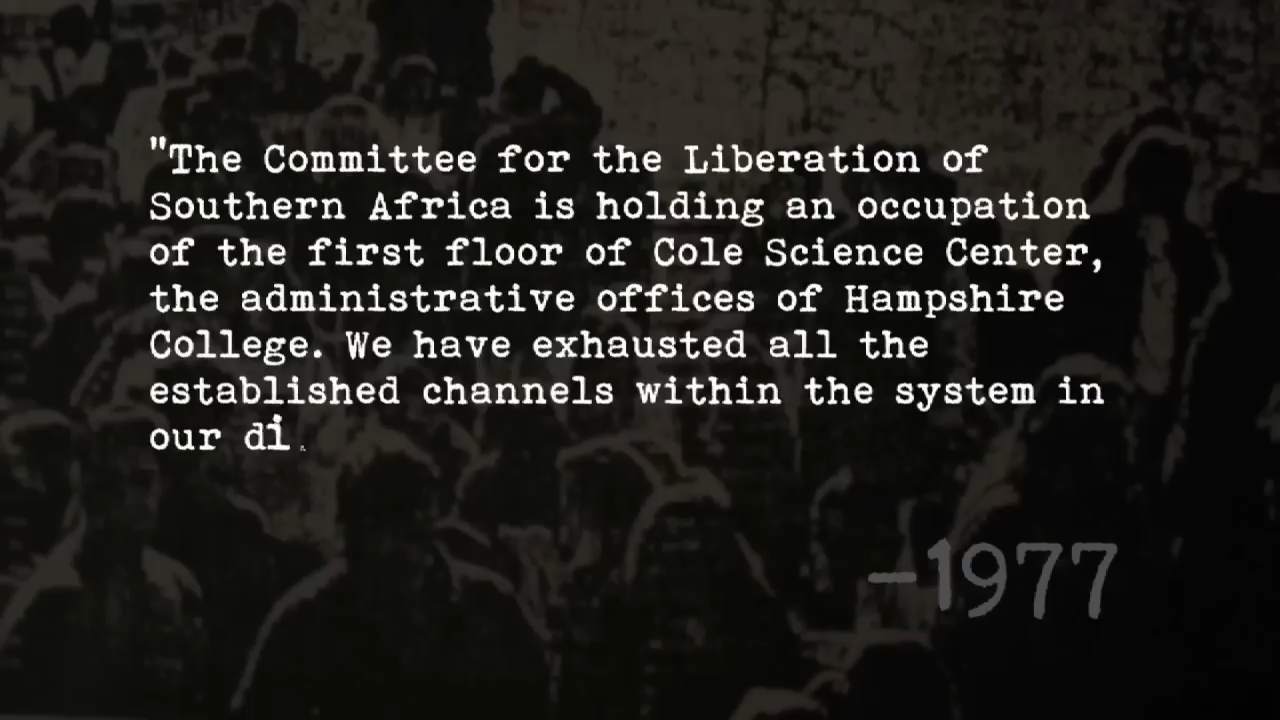 "The Committee for the Liberation of
Southern Africa is holding an occupation
of the first floor of Cole Science Center,
the administrative offices of Hampshire
College. We have exhausted all the
established channels within the system in
our di
-1977